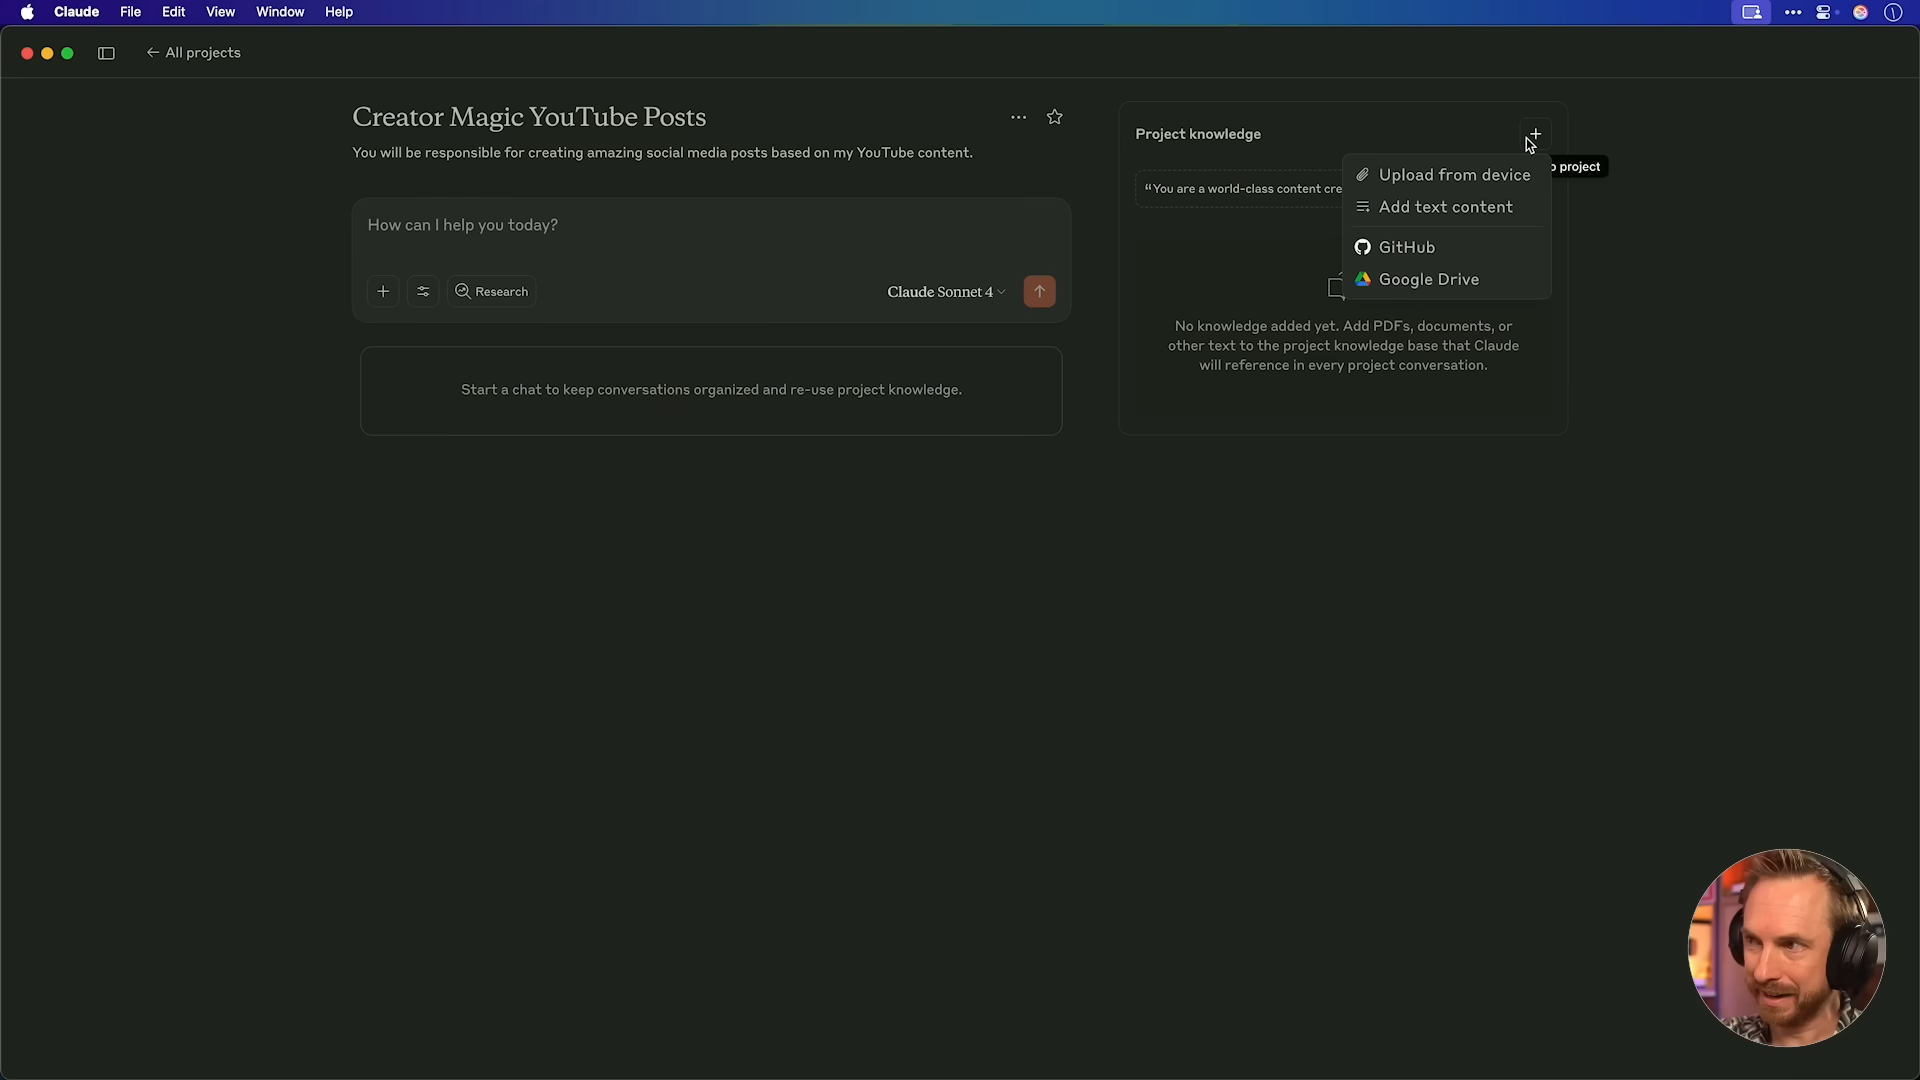 Claude File Edit View Window Help
← All projects
Creator Magic YouTube Posts
You will be responsible for creating amazing social media posts based on my YouTube content.
How can I help you today?
Research
Claude Sonnet 4
Start a chat to keep conversations organized and re-use project knowledge.
Project knowledge
project
“You are a world-class content cre
Upload from device
Add text content
GitHub
Google Drive
No knowledge added yet. Add PDFs, documents, or
other text to the project knowledge base that Claude
will reference in every project conversation.